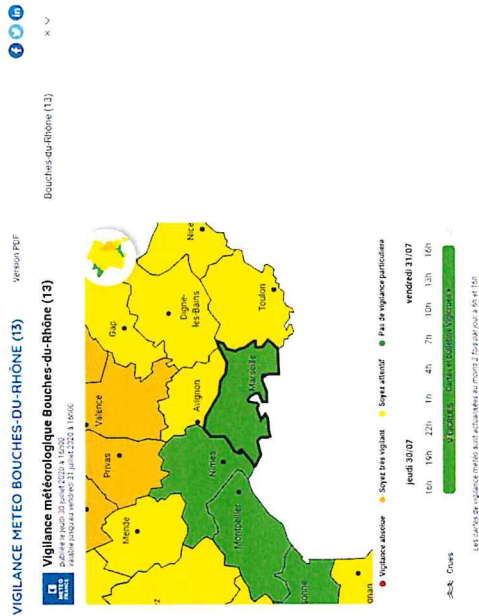 VIGILANCE METEO BOUCHES-DU-RHÔNE (13)
Version PDF
METEO FRANCE
Vigilance météorologique Bouches-du-Rhône (13)
publiée le jeudi 30 juillet 2020 à 16h00
valable jusqu'au vendredi 31 juillet 2020 à 16h00
Bouches-du-Rhône (13)
Valence
Privas
Gap
Mende
Digne-les-Bains
Nice
Avignon
Nîmes
Montpellier
Marseille
Toulon
Vigilance absolue
Soyez très vigilant
Soyez attentif
Pas de vigilance particulière
jeudi 30/07
vendredi 31/07
16h 19h 22h 1h 4h 7h 10h 13h 16h
Crues
Cartes et bulletins Vigicrues
Les cartes de vigilance météo sont actualisées au moins 2 fois par jour à 6h et 16h